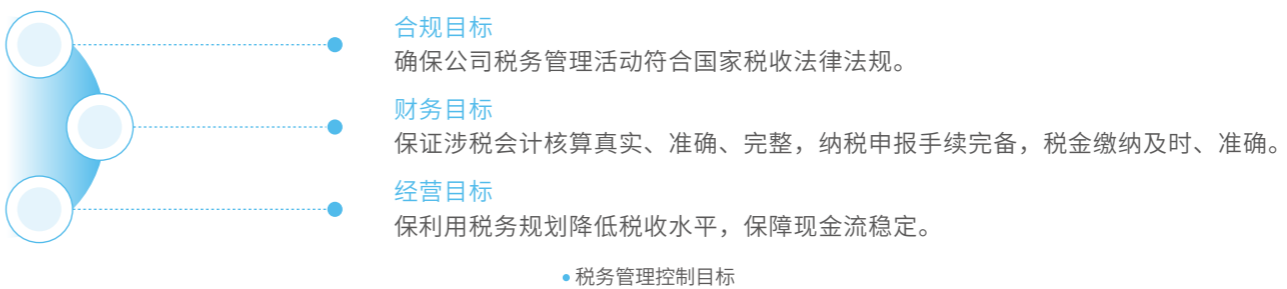 合规目标
确保公司税务管理活动符合国家税收法律法规。
财务目标
保证涉税会计核算真实、准确、完整，纳税申报手续完备，税金缴纳及时、准确。
经营目标
保利用税务规划降低税收水平，保障现金流稳定。
税务管理控制目标